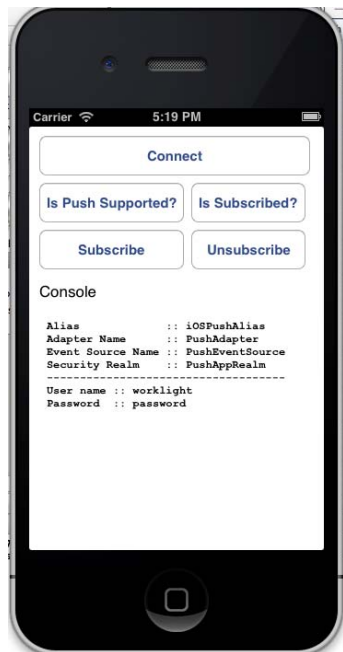 Carrier 5:19 PM
Connect
Is Push Supported? Is Subscribed?
Subscribe Unsubscribe
Console
Alias :: iOSPushAlias
Adapter Name :: PushAdapter
Event Source Name :: PushEventSource
Security Realm :: PushAppRealm
----------------------------------
User name :: worklight
Password :: password